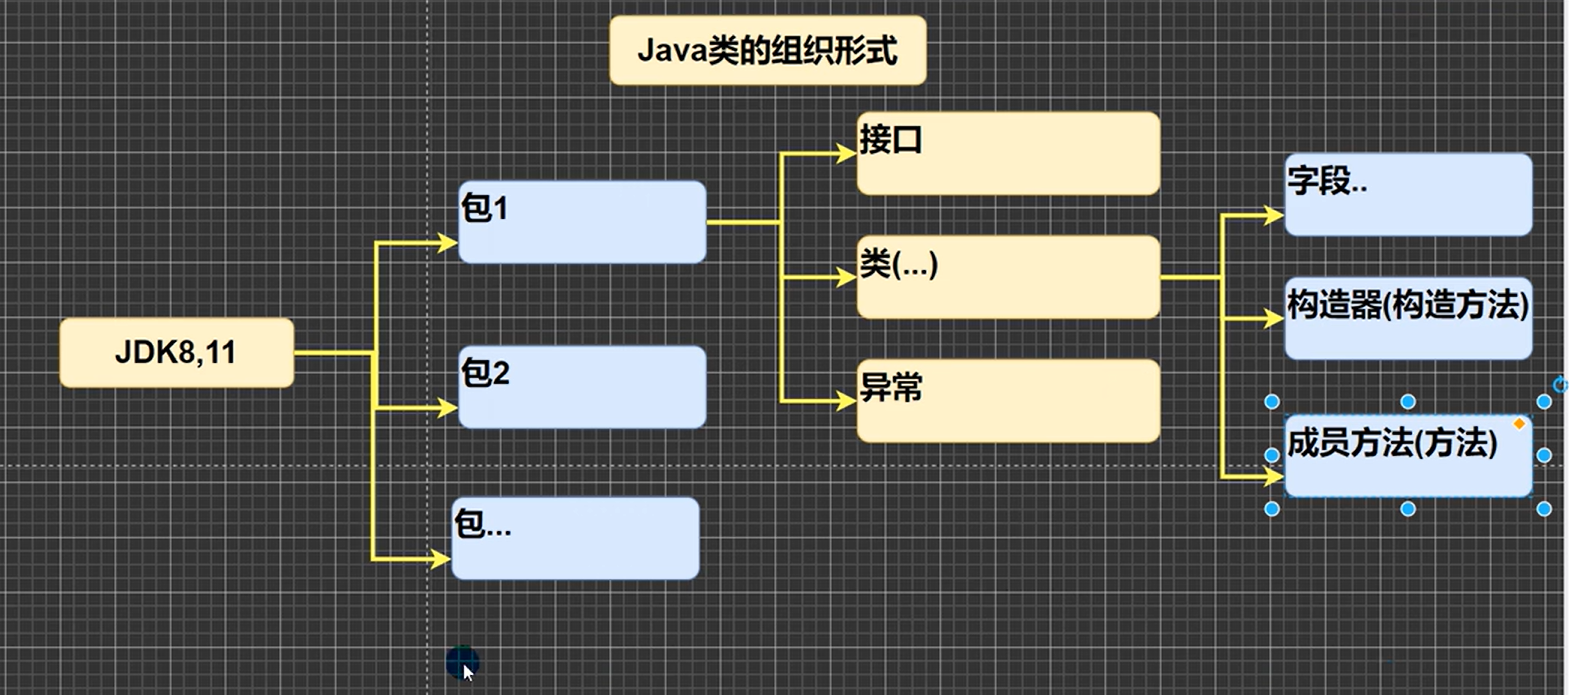 Java类的组织形式
JDK8,11
包1
包2
包...
接口
类(...)
异常
字段..
构造器(构造方法)
成员方法(方法)